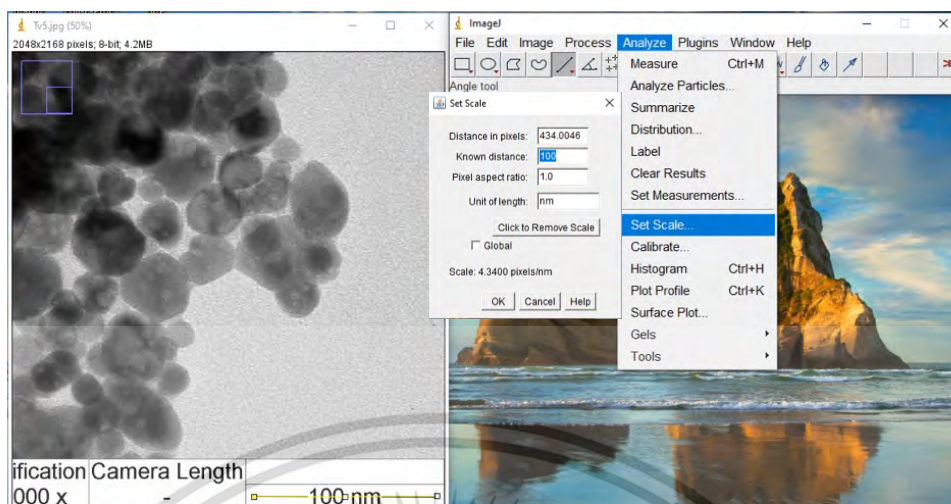 Tv5.jpg (50%)
2048x2168 pixels; 8-bit; 4.2MB
ification Camera Length
000 x -
100 nm
ImageJ
File Edit Image Process Analyze Plugins Window Help
Angle tool
Set Scale
Distance in pixels: 434.0046
Known distance: 100
Pixel aspect ratio: 1.0
Unit of length: nm
Click to Remove Scale
Global
Scale: 4.3400 pixels/nm
OK Cancel Help
Measure Ctrl+M
Analyze Particles...
Summarize
Distribution...
Label
Clear Results
Set Measurements...
Set Scale...
Calibrate...
Histogram Ctrl+H
Plot Profile Ctrl+K
Surface Plot...
Gels
Tools